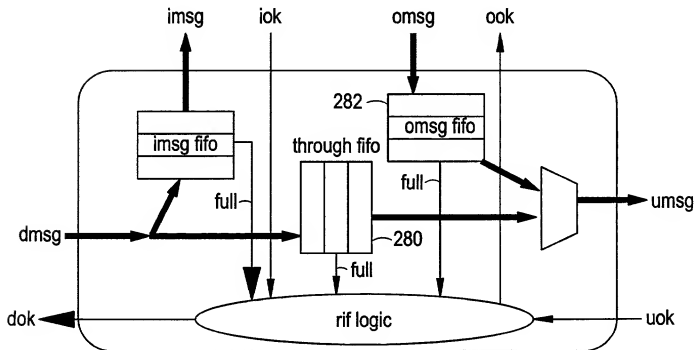 imsg iok omsg ook
282
imsg fifo
omsg fifo
through fifo
full
full
dmsg
umsg
280
full
dok
rif logic
uok